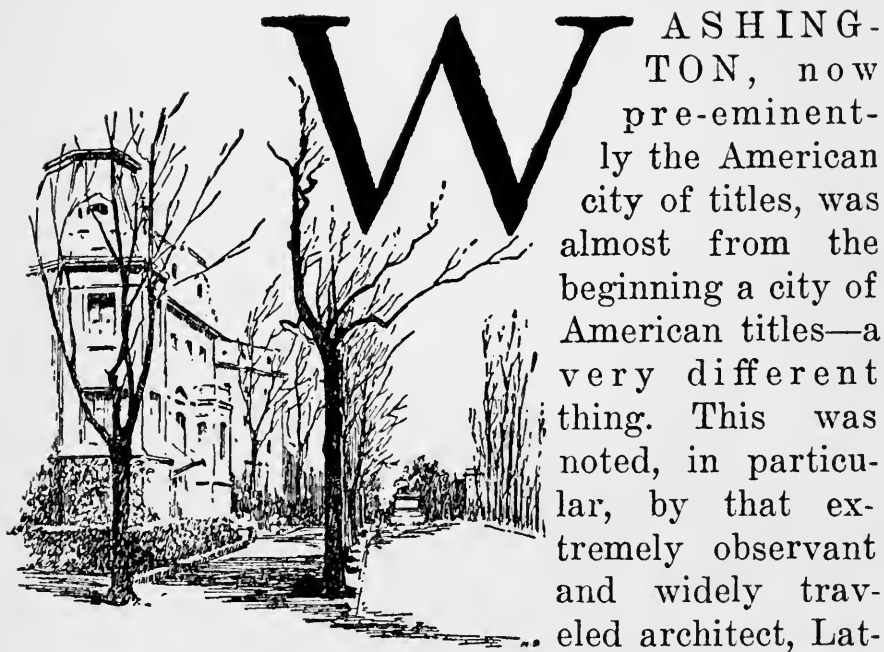 WASHING-
TON, now
pre-eminent-
ly the American
city of titles, was
almost from the
beginning a city of
American titles—a
very different
thing. This was
noted, in particu-
lar, by that ex-
tremely observant
and widely trav-
eled architect, Lat-